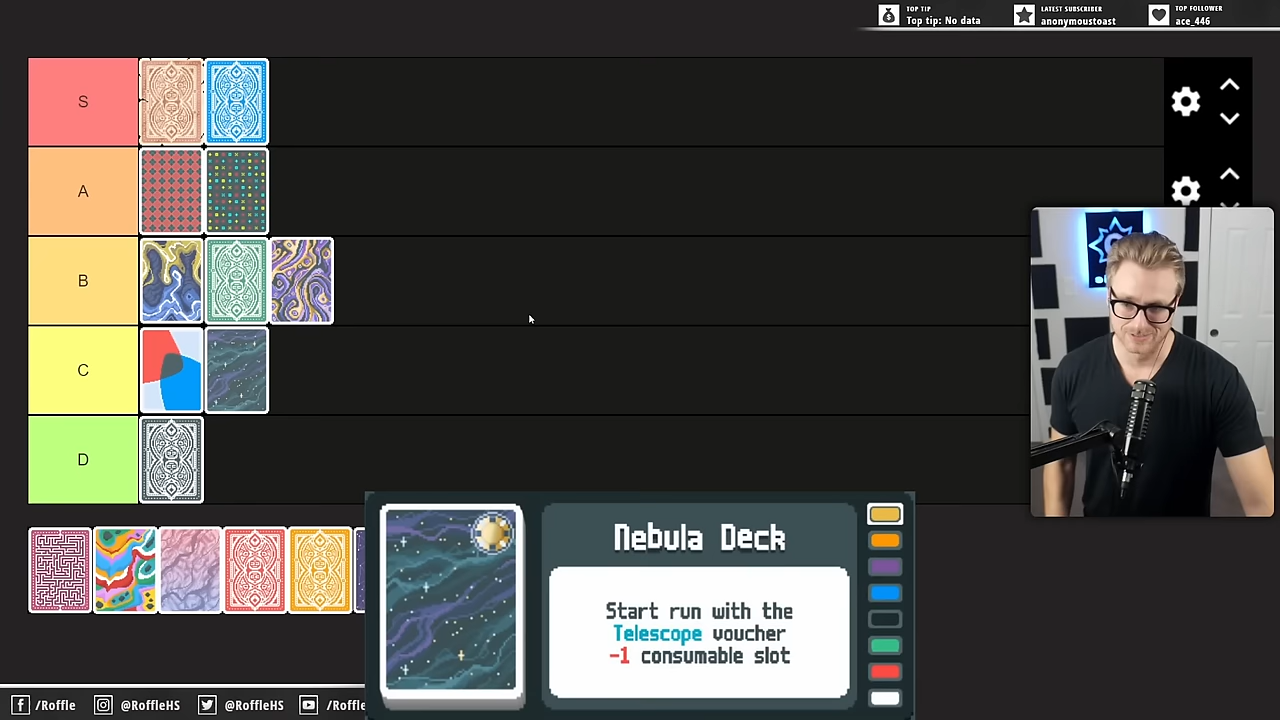 TOP TIP
Top tip: No data
LATEST SUBSCRIBER
anonymoustoast
TOP FOLLOWER
ace_446
S
A
B
C
D
Nebula Deck
Start run with the
Telescope voucher
-1 consumable slot
/Roffle
@RoffleHS
@RoffleHS
/Roffle